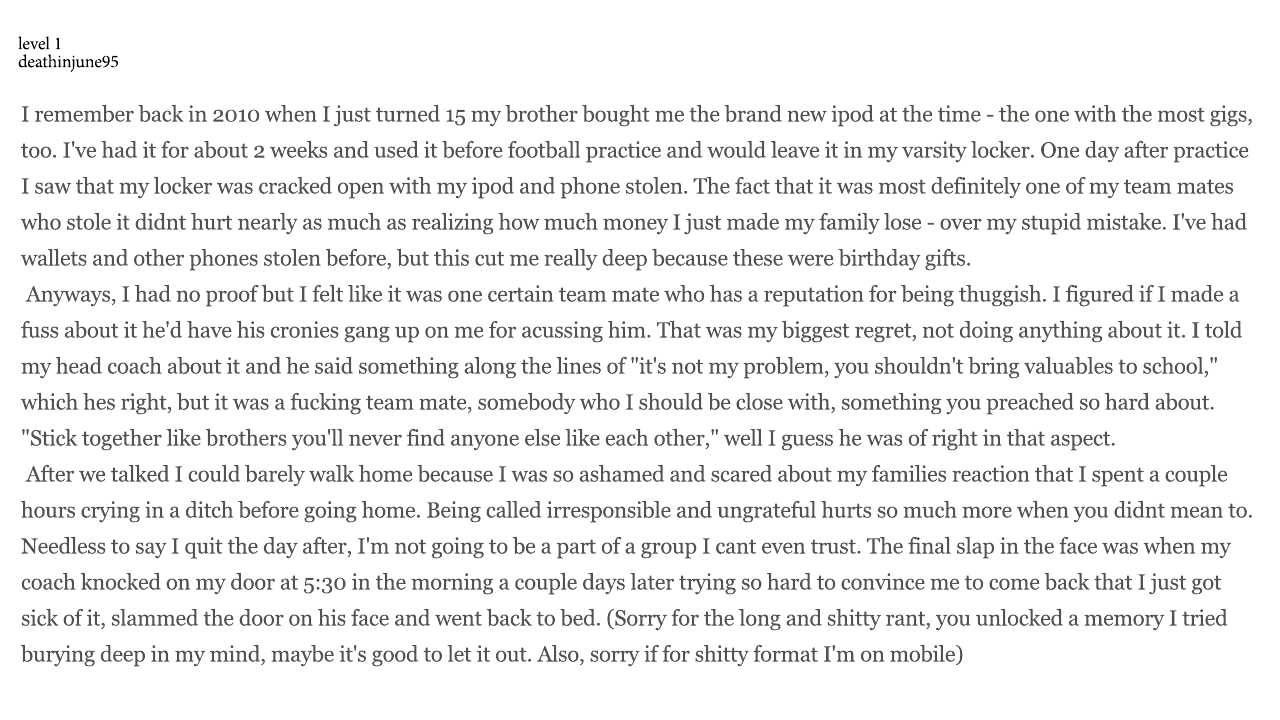 level 1
deathinjune95
I remember back in 2010 when I just turned 15 my brother bought me the brand new ipod at the time - the one with the most gigs,
too. I've had it for about 2 weeks and used it before football practice and would leave it in my varsity locker. One day after practice
I saw that my locker was cracked open with my ipod and phone stolen. The fact that it was most definitely one of my team mates
who stole it didnt hurt nearly as much as realizing how much money I just made my family lose - over my stupid mistake. I've had
wallets and other phones stolen before, but this cut me really deep because these were birthday gifts.
Anyways, I had no proof but I felt like it was one certain team mate who has a reputation for being thuggish. I figured if I made a
fuss about it he'd have his cronies gang up on me for acussing him. That was my biggest regret, not doing anything about it. I told
my head coach about it and he said something along the lines of "it's not my problem, you shouldn't bring valuables to school,"
which hes right, but it was a fucking team mate, somebody who I should be close with, something you preached so hard about.
"Stick together like brothers you'll never find anyone else like each other," well I guess he was of right in that aspect.
After we talked I could barely walk home because I was so ashamed and scared about my families reaction that I spent a couple
hours crying in a ditch before going home. Being called irresponsible and ungrateful hurts so much more when you didnt mean to.
Needless to say I quit the day after, I'm not going to be a part of a group I cant even trust. The final slap in the face was when my
coach knocked on my door at 5:30 in the morning a couple days later trying so hard to convince me to come back that I just got
sick of it, slammed the door on his face and went back to bed. (Sorry for the long and shitty rant, you unlocked a memory I tried
burying deep in my mind, maybe it's good to let it out. Also, sorry if for shitty format I'm on mobile)